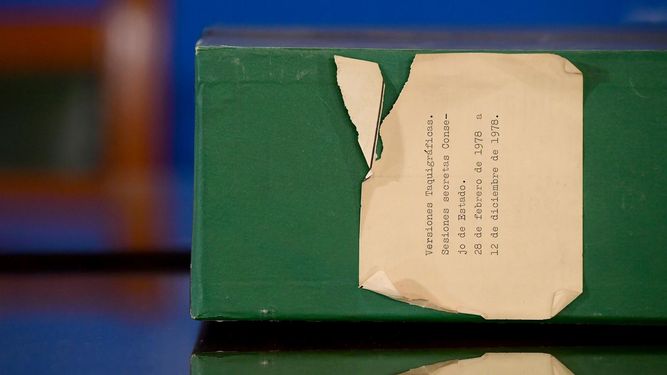 Versiones Taquigráficas.
Sesiones secretas Conse-
jo de Estado.
28 de febrero de 1978 a
12 de diciembre de 1978.